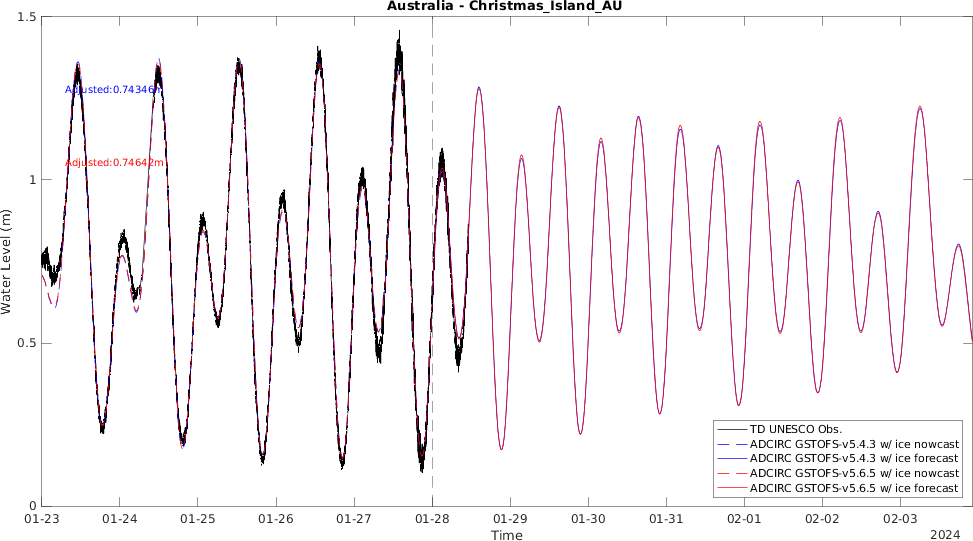 Australia - Christmas_Island_AU
1.5
1
0.5
0
Water Level (m)
Adjusted:0.74346m
Adjusted:0.74642m
TD UNESCO Obs.
ADCIRC GSTOFS-v5.4.3 w/ ice nowcast
ADCIRC GSTOFS-v5.4.3 w/ ice forecast
ADCIRC GSTOFS-v5.6.5 w/ ice nowcast
ADCIRC GSTOFS-v5.6.5 w/ ice forecast
01-23 01-24 01-25 01-26 01-27 01-28 01-29 01-30 01-31 02-01 02-02 02-03
Time
2024